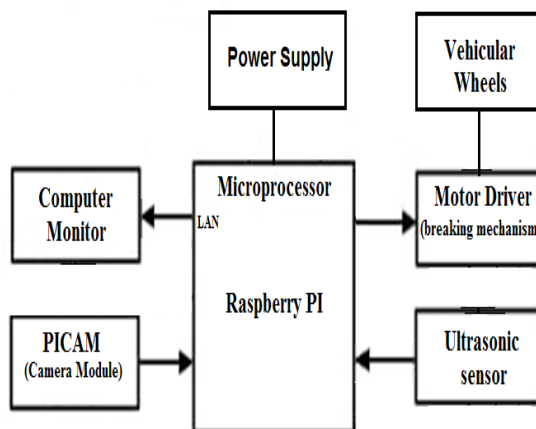 Power Supply
Vehicular
Wheels
Microprocessor
Computer
Monitor
LAN
Motor Driver
(breaking mechanism
Raspberry PI
PICAM
(Camera Module)
Ultrasonic
sensor